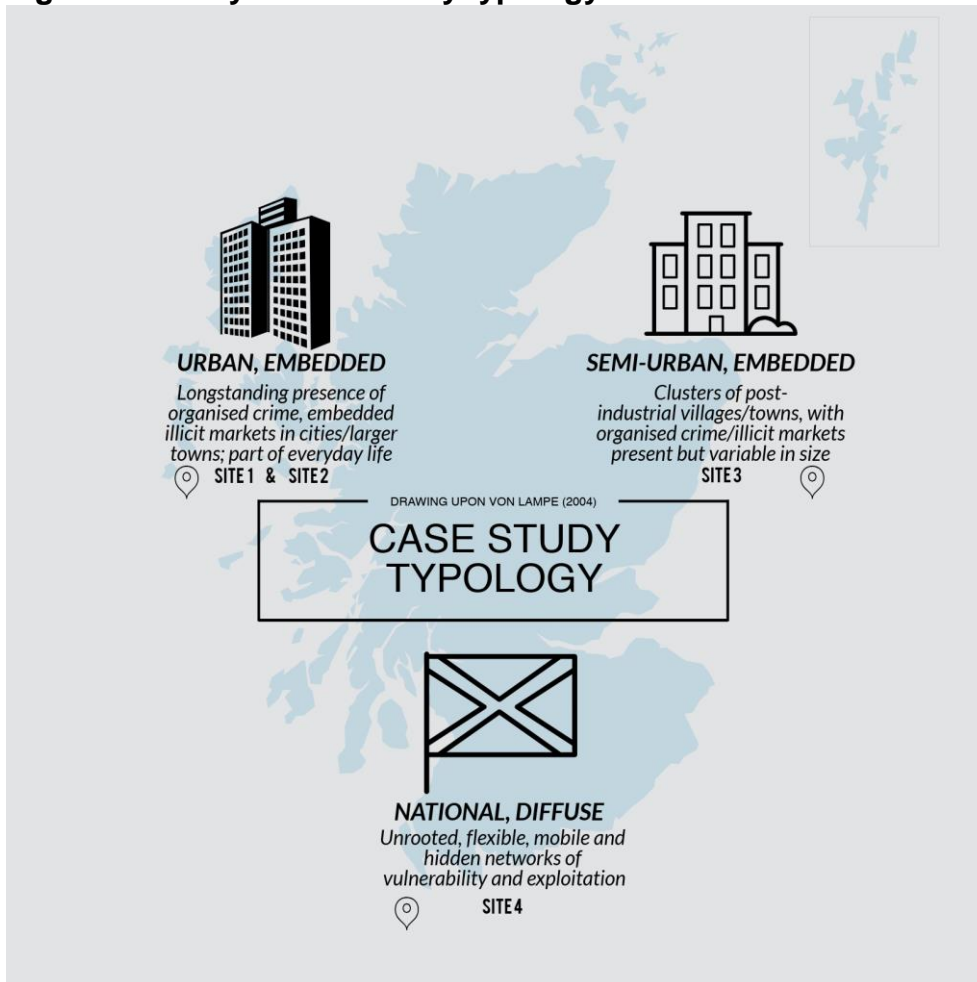 typology
URBAN, EMBEDDED
Longstanding presence of
organised crime, embedded
illicit markets in cities/larger
towns; part of everyday life
SITE 1 & SITE 2
SEMI-URBAN, EMBEDDED
Clusters of post-
industrial villages/towns, with
organised crime/illicit markets
present but variable in size
SITE 3
DRAWING UPON VON LAMPE (2004)
CASE STUDY
TYPOLOGY
NATIONAL, DIFFUSE
Unrooted, flexible, mobile and
hidden networks of
vulnerability and exploitation
SITE 4